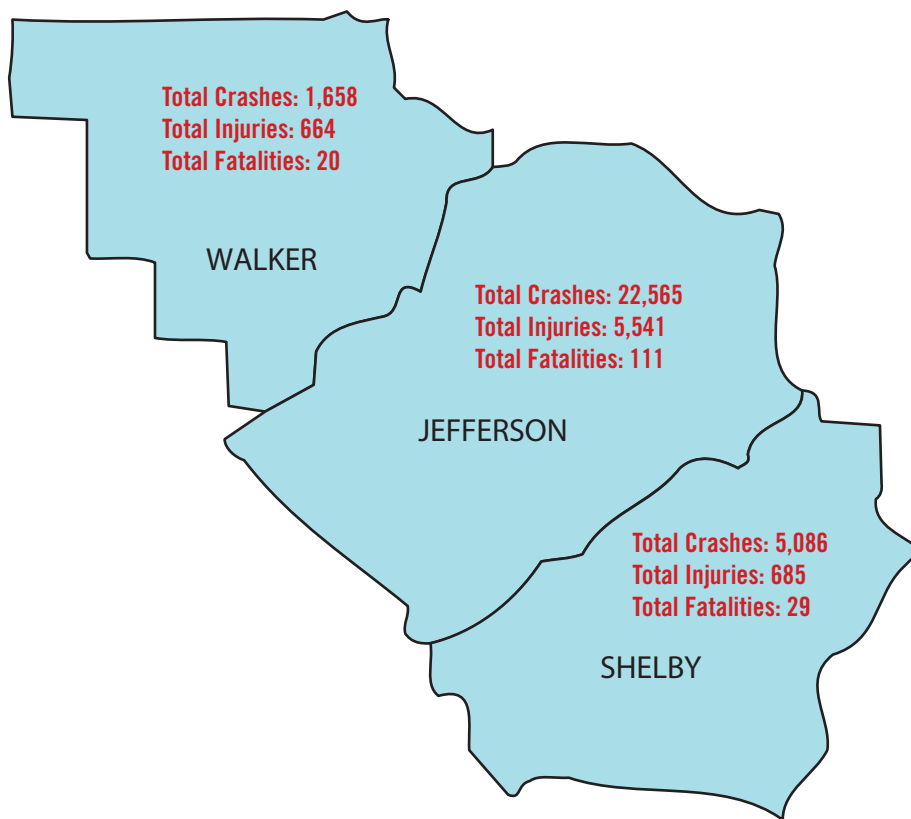 Total Crashes: 1,658
Total Injuries: 664
Total Fatalities: 20
WALKER
Total Crashes: 22,565
Total Injuries: 5,541
Total Fatalities: 111
JEFFERSON
Total Crashes: 5,086
Total Injuries: 685
Total Fatalities: 29
SHELBY